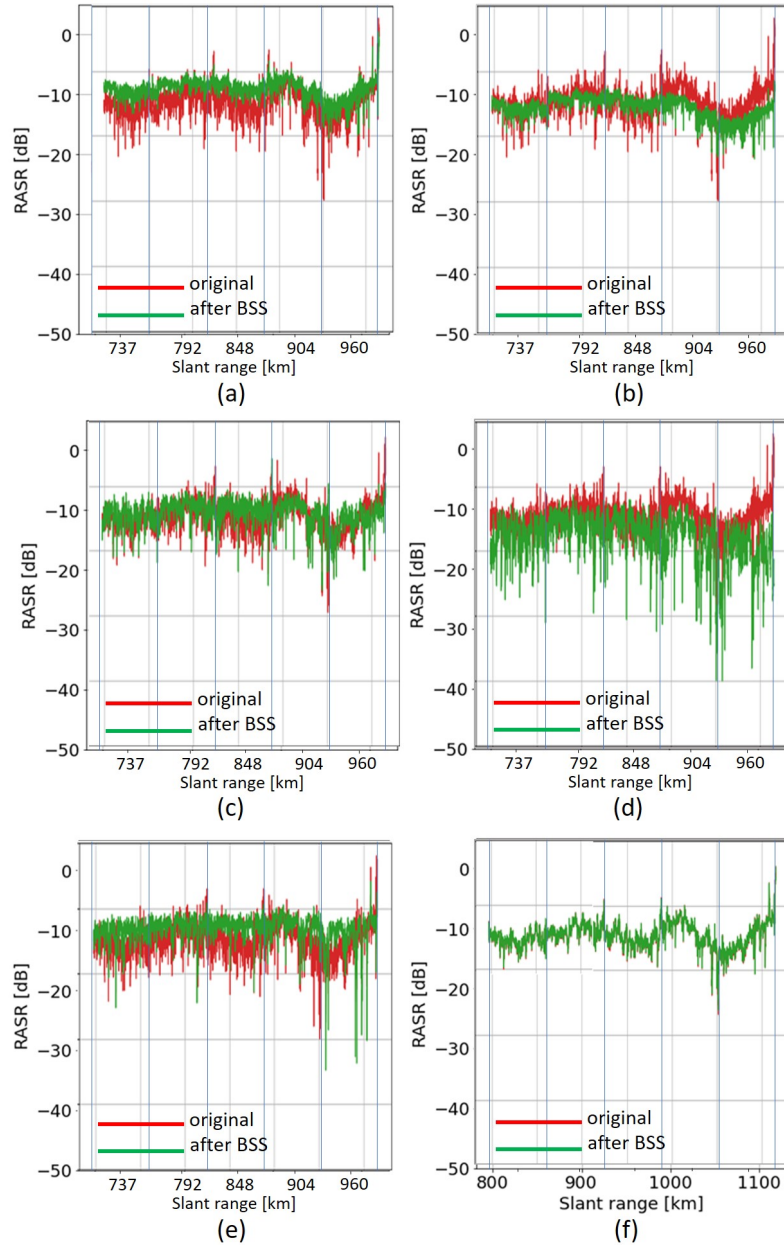 0
−10
−20
−30
−40
−50
RASR [dB]
original
after BSS
737 792 848 904 960
Slant range [km]
(a)
0
−10
−20
−30
−40
−50
RASR [dB]
original
after BSS
737 792 848 904 960
Slant range [km]
(b)
0
−10
−20
−30
−40
−50
RASR [dB]
original
after BSS
737 792 848 904 960
Slant range [km]
(c)
0
−10
−20
−30
−40
−50
RASR [dB]
original
after BSS
737 792 848 904 960
Slant range [km]
(d)
0
−10
−20
−30
−40
−50
RASR [dB]
original
after BSS
737 792 848 904 960
Slant range [km]
(e)
0
−10
−20
−30
−40
−50
RASR [dB]
original
after BSS
800 900 1000 1100
Slant range [km]
(f)